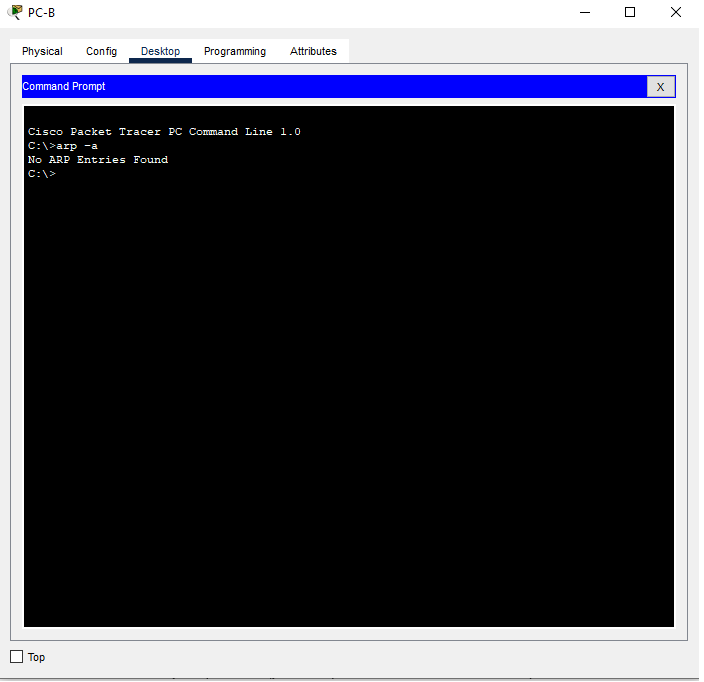 PC-B
Physical Config Desktop Programming Attributes
Command Prompt X
Cisco Packet Tracer PC Command Line 1.0
C:\>arp -a
No ARP Entries Found
C:\>
Top